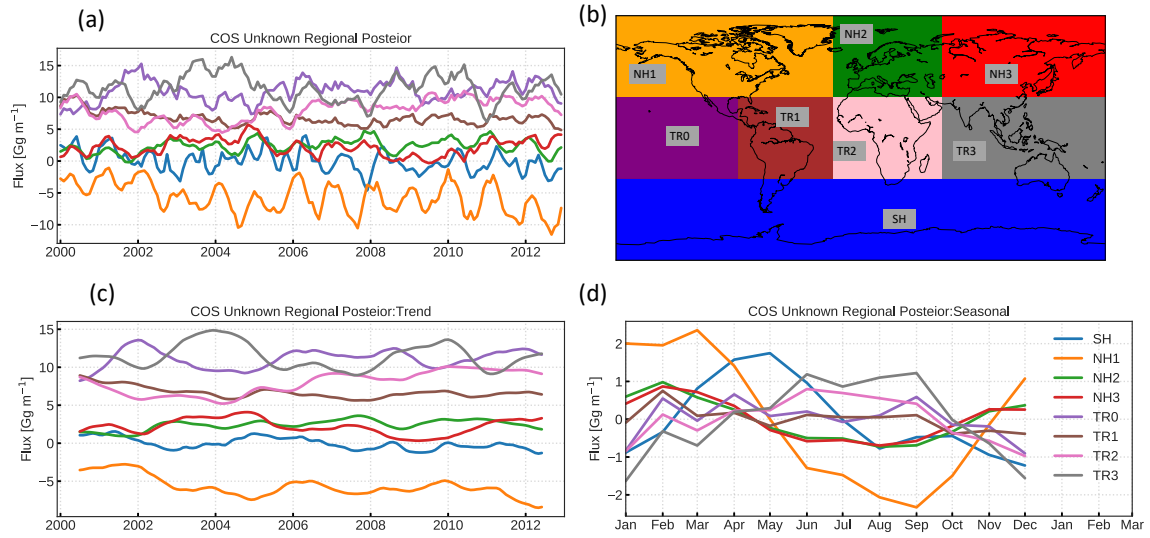 (a)
COS Unknown Regional Posteior
Flux [Gg m⁻¹]
15
10
5
0
−5
−10
2000 2002 2004 2006 2008 2010 2012
(b)
NH1
NH2
NH3
TR0
TR1
TR2
TR3
SH
(c)
COS Unknown Regional Posteior:Trend
Flux [Gg m⁻¹]
15
10
5
0
−5
2000 2002 2004 2006 2008 2010 2012
(d)
COS Unknown Regional Posteior:Seasonal
Flux [Gg m⁻¹]
2
1
0
−1
−2
Jan Feb Mar Apr May Jun Jul Aug Sep Oct Nov Dec Jan Feb Mar
SH
NH1
NH2
NH3
TR0
TR1
TR2
TR3